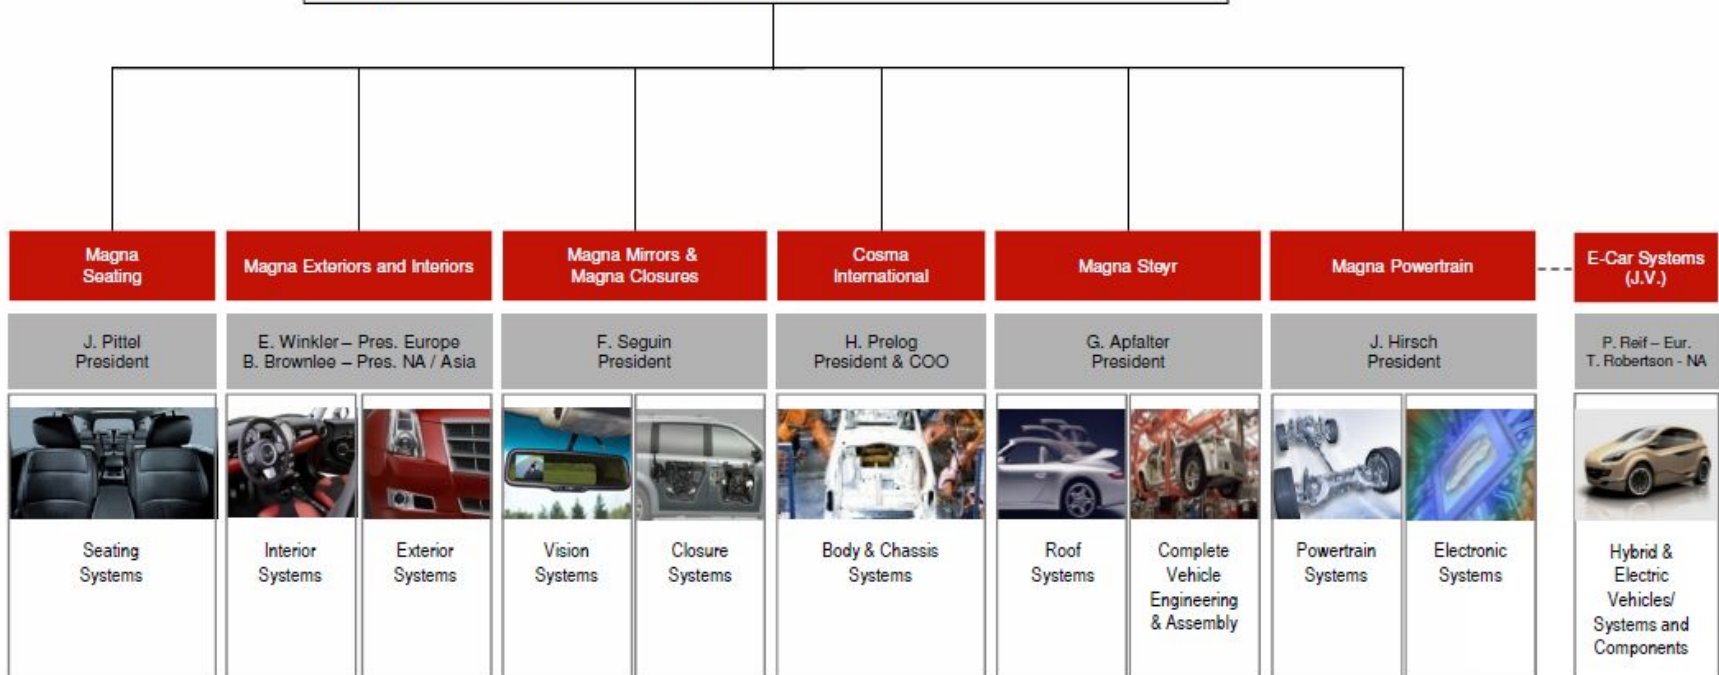 Magna
Seating
Magna Exteriors and Interiors
Magna Mirrors &
Magna Closures
Cosma
International
Magna Steyr
Magna Powertrain
E-Car Systems
(J.V.)
J. Pittel
President
E. Winkler – Pres. Europe
B. Brownlee – Pres. NA / Asia
F. Seguin
President
H. Prelog
President & COO
G. Apfalter
President
J. Hirsch
President
P. Reif – Eur.
T. Robertson - NA
Seating
Systems
Interior
Systems
Exterior
Systems
Vision
Systems
Closure
Systems
Body & Chassis
Systems
Roof
Systems
Complete
Vehicle
Engineering
& Assembly
Powertrain
Systems
Electronic
Systems
Hybrid &
Electric
Vehicles/
Systems and
Components